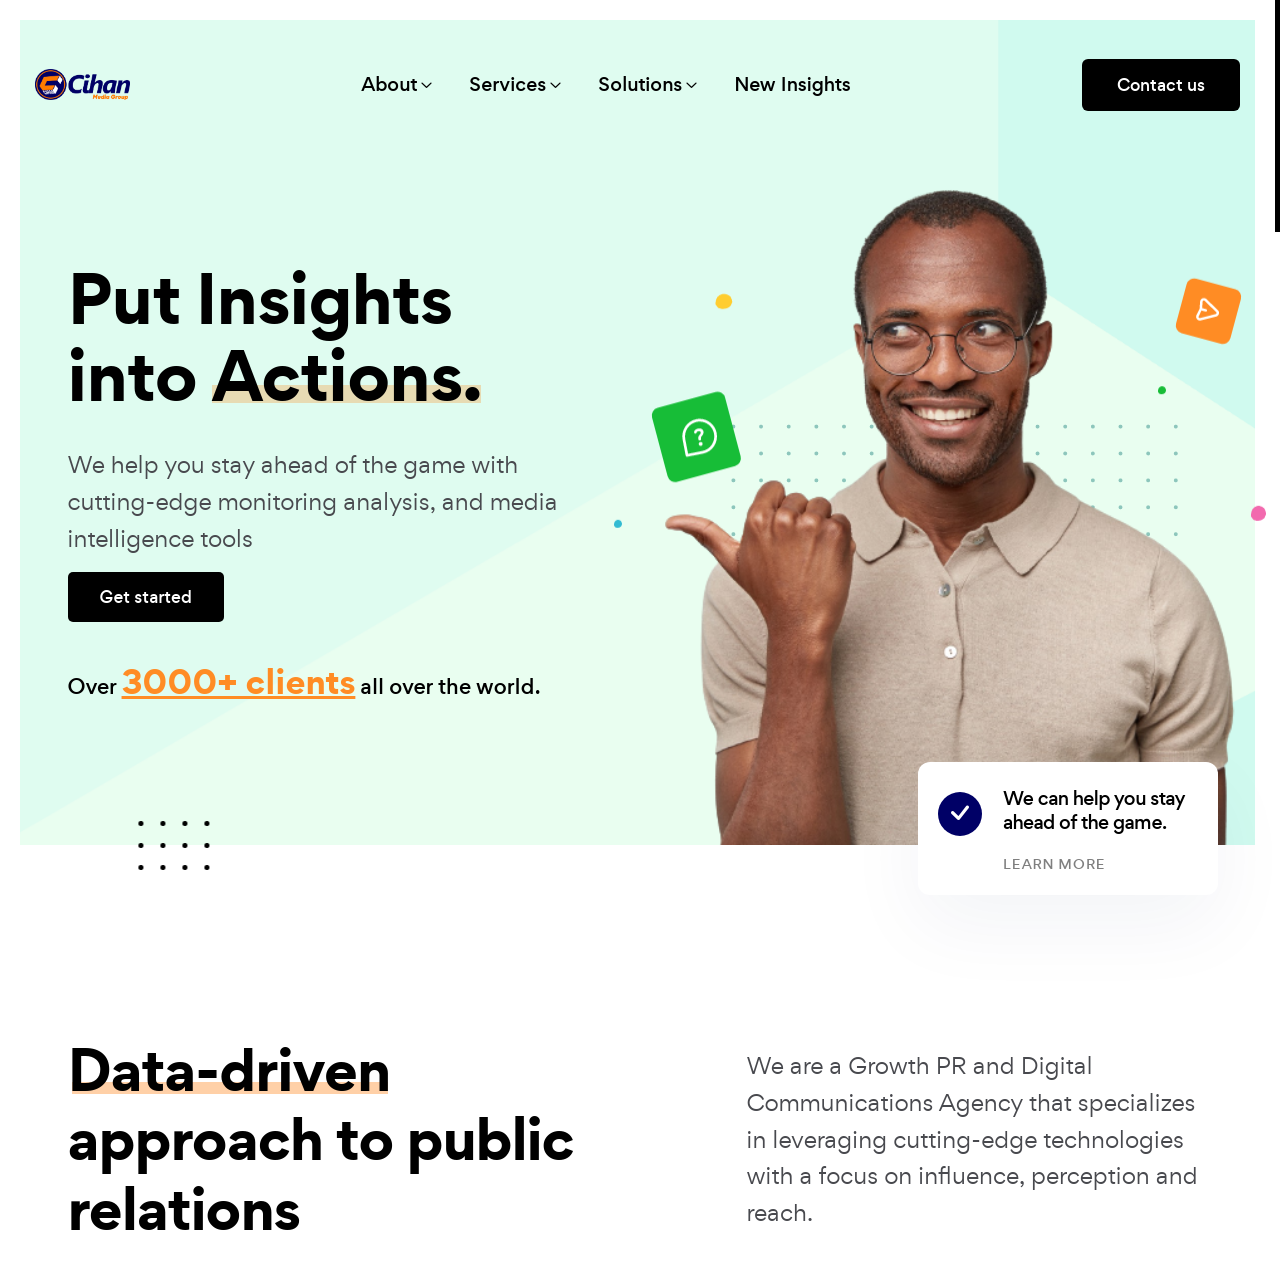 Cihan
Media Group
About
Services
Solutions
New Insights
Contact us
Put Insights
into Actions.
We help you stay ahead of the game with
cutting-edge monitoring analysis, and media
intelligence tools
Get started
Over 3000+ clients all over the world.
?
We can help you stay
ahead of the game.
LEARN MORE
Data-driven
approach to public
relations
We are a Growth PR and Digital
Communications Agency that specializes
in leveraging cutting-edge technologies
with a focus on influence, perception and
reach.